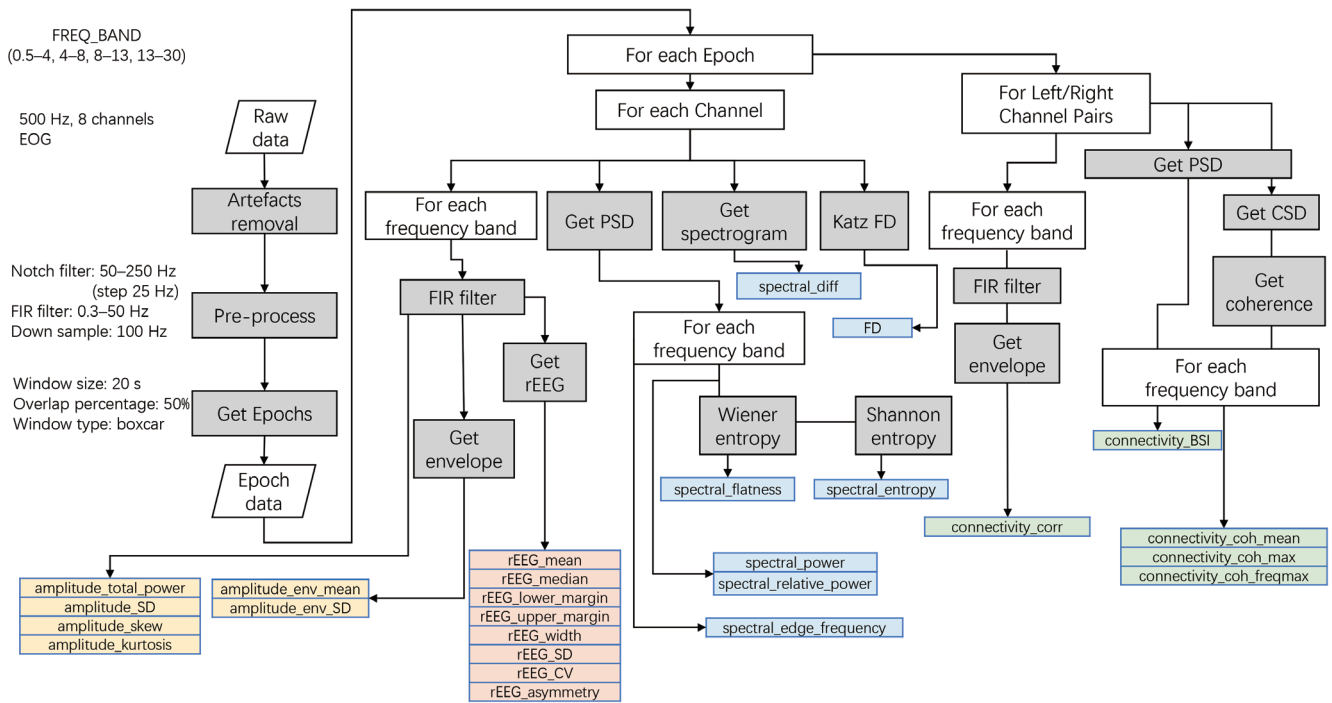 FREQ_BAND
(0.5–4, 4–8, 8–13, 13–30)
500 Hz, 8 channels
EOG
Raw
data
Artefacts
removal
Notch filter: 50–250 Hz
(step 25 Hz)
FIR filter: 0.3–50 Hz
Down sample: 100 Hz
Pre-process
Window size: 20 s
Overlap percentage: 50%
Window type: boxcar
Get Epochs
Epoch
data
For each Epoch
For each Channel
For each
frequency band
FIR filter
Get
rEEG
Get
envelope
amplitude_total_power
amplitude_SD
amplitude_skew
amplitude_kurtosis
amplitude_env_mean
amplitude_env_SD
rEEG_mean
rEEG_median
rEEG_lower_margin
rEEG_upper_margin
rEEG_width
rEEG_SD
rEEG_CV
rEEG_asymmetry
Get PSD
For each
frequency band
Wiener
entropy
Shannon
entropy
spectral_flatness
spectral_entropy
spectral_power
spectral_relative_power
spectral_edge_frequency
Get
spectrogram
spectral_diff
Katz FD
FD
For Left/Right
Channel Pairs
For each
frequency band
FIR filter
Get
envelope
connectivity_corr
Get PSD
Get CSD
Get
coherence
For each
frequency band
connectivity_BSI
connectivity_coh_mean
connectivity_coh_max
connectivity_coh_freqmax